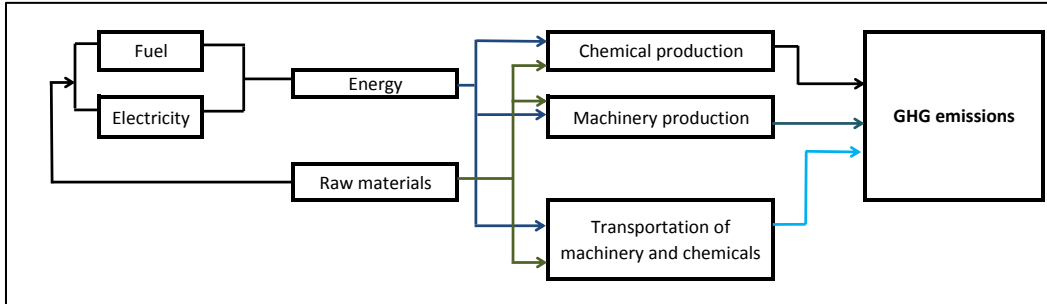 Fuel
Electricity
Energy
Raw materials
Chemical production
Machinery production
Transportation of
machinery and chemicals
GHG emissions